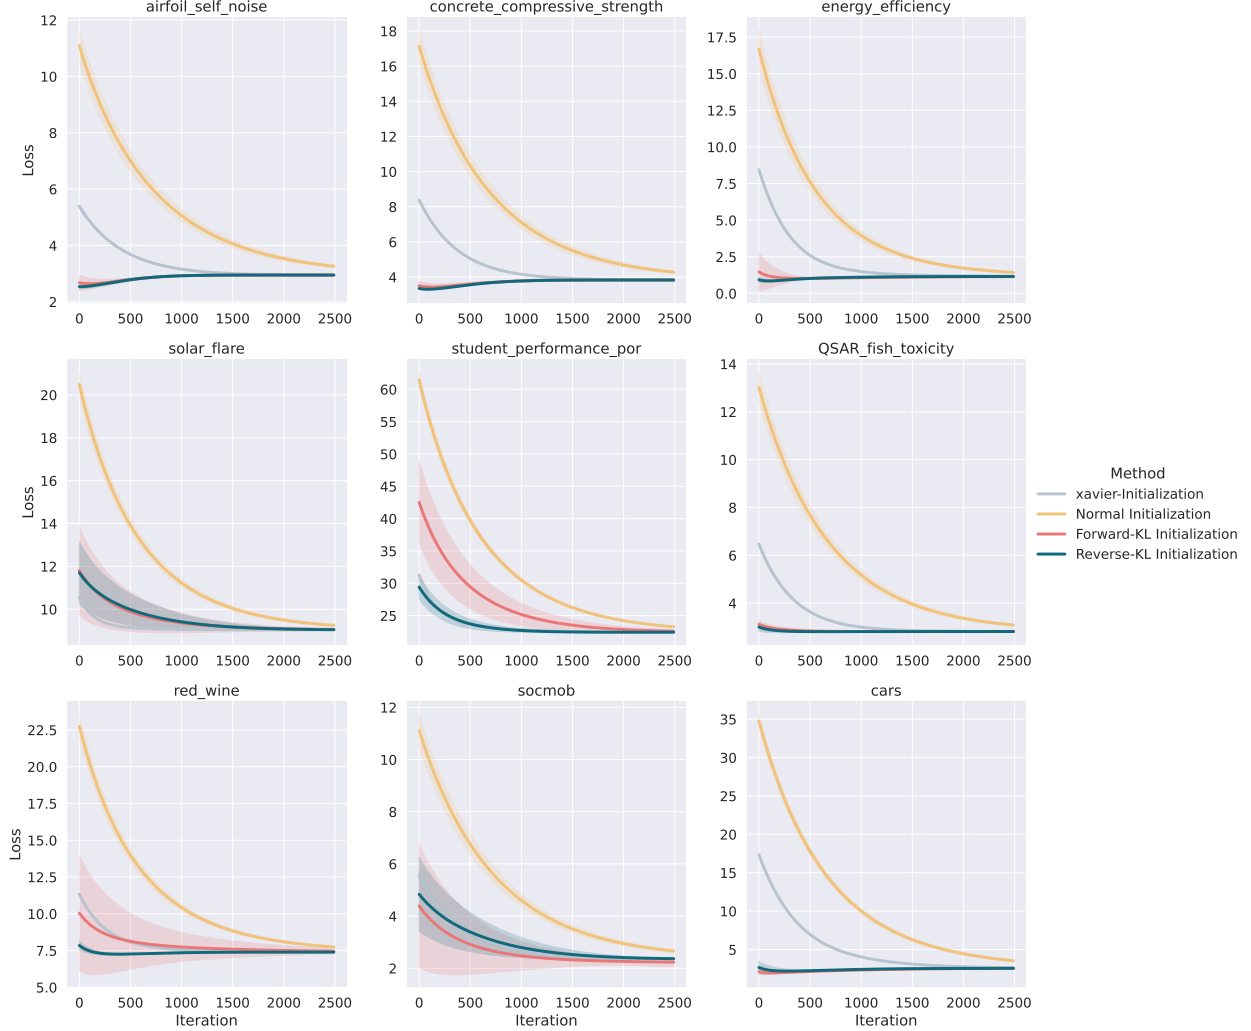 airfoil_self_noise
concrete_compressive_strength
energy_efficiency
12
10
8
6
4
2
Loss
0 500 1000 1500 2000 2500
18
16
14
12
10
8
6
4
0 500 1000 1500 2000 2500
17.5
15.0
12.5
10.0
7.5
5.0
2.5
0.0
0 500 1000 1500 2000 2500
solar_flare
student_performance_por
QSAR_fish_toxicity
20
18
16
14
12
10
Loss
0 500 1000 1500 2000 2500
60
55
50
45
40
35
30
25
0 500 1000 1500 2000 2500
14
12
10
8
6
4
0 500 1000 1500 2000 2500
Method
xavier-Initialization
Normal Initialization
Forward-KL Initialization
Reverse-KL Initialization
red_wine
socmob
cars
22.5
20.0
17.5
15.0
12.5
10.0
7.5
5.0
Loss
0 500 1000 1500 2000 2500
Iteration
12
10
8
6
4
2
0 500 1000 1500 2000 2500
Iteration
35
30
25
20
15
10
5
0 500 1000 1500 2000 2500
Iteration